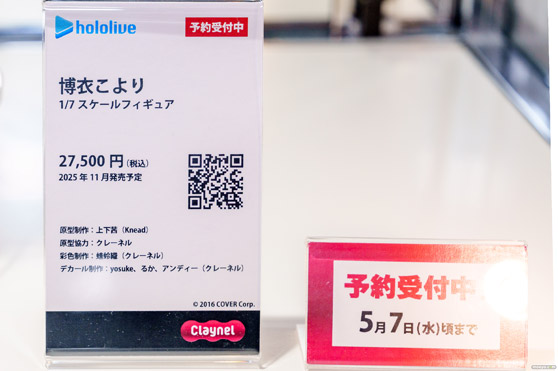 hololive
予約受付中
博衣こより
1/7 スケールフィギュア
27,500 円（税込）
2025 年 11 月発売予定
原型制作：上下茜（Knead）
原型協力：クレーネル
彩色制作：蜻蛉麗（クレーネル）
デカール制作：yosuke、るか、アンディー（クレーネル）
© 2016 COVER Corp.
Claynel
予約受付中
5月7日(水)頃まで